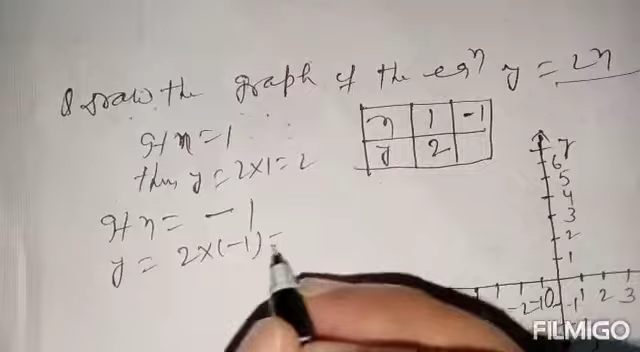 Q Draw the graph of the eqn y = 2x
If x = 1
then y = 2×1 = 2
If x = -1
y = 2×(-1) =
x 1 -1
y 2
y
6
5
4
3
2
1
-2 -1 0 1 2 3
-1
FILMIGO